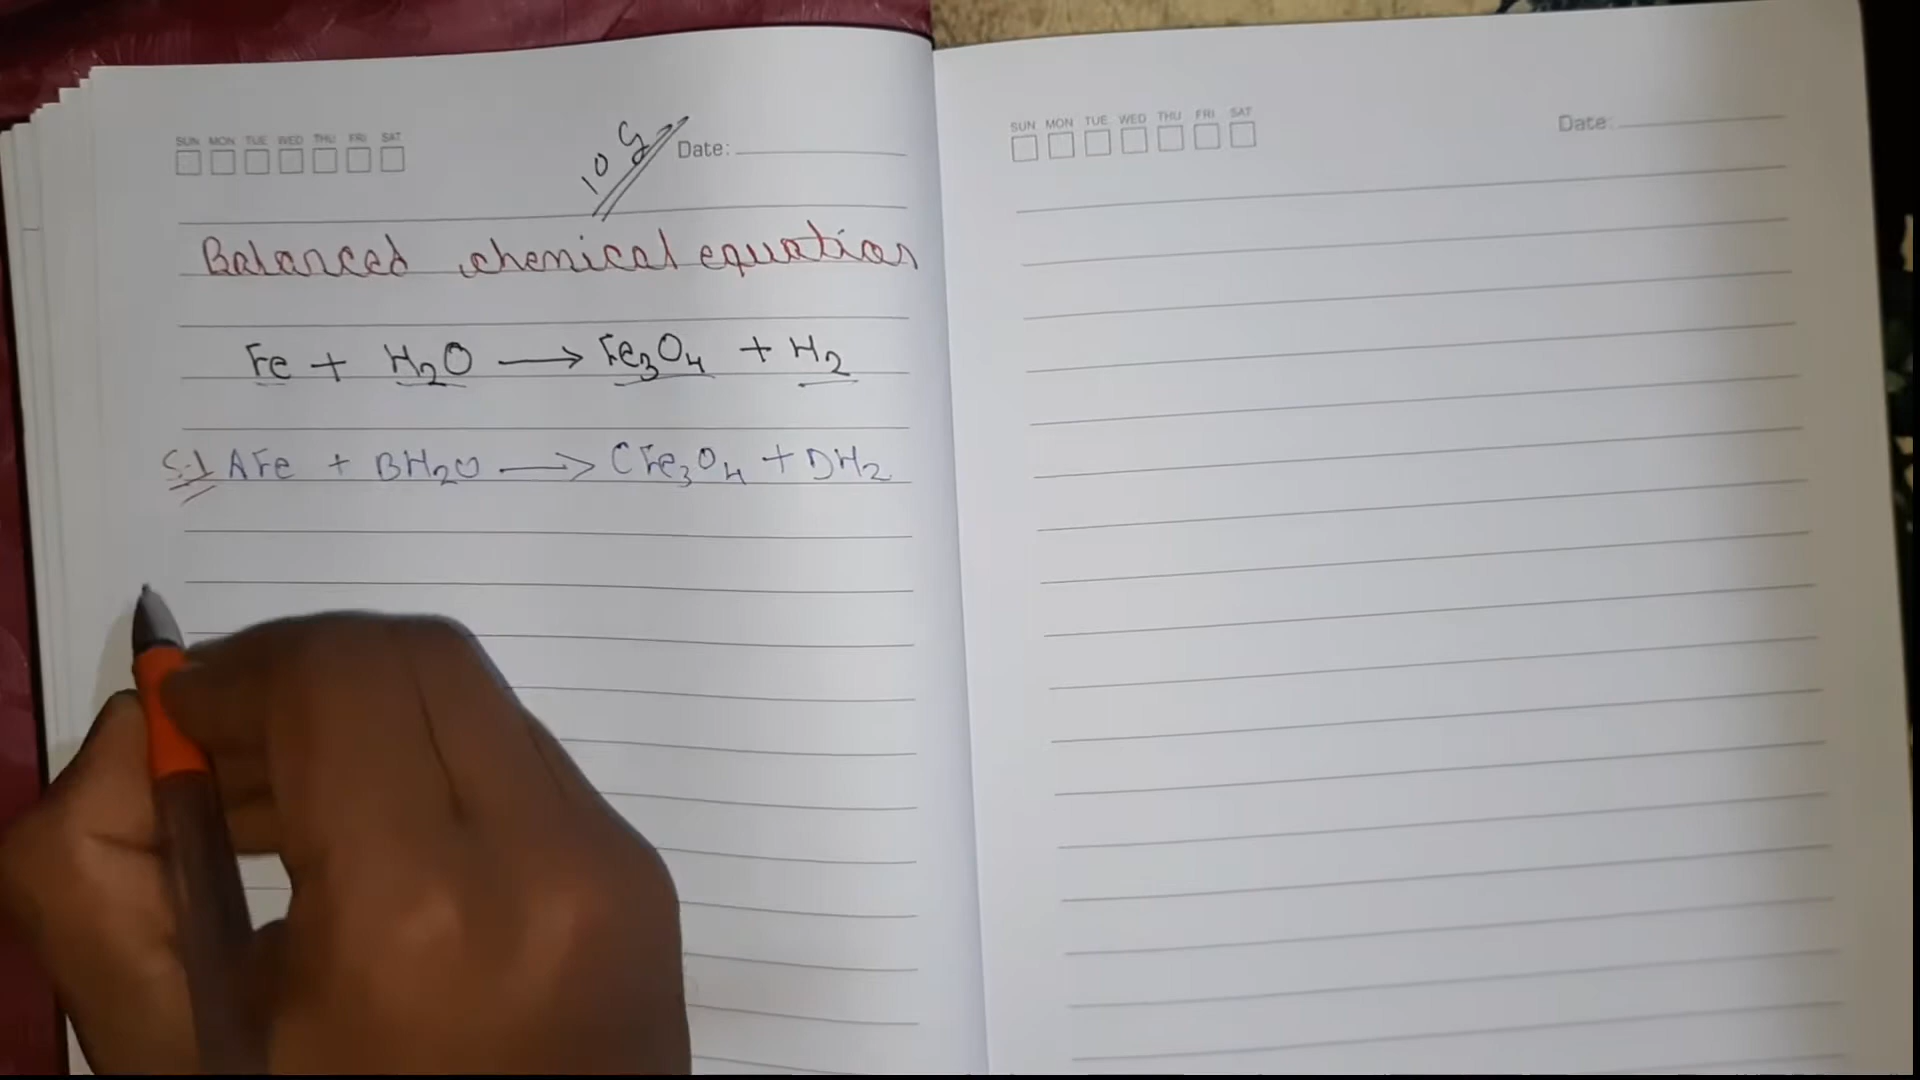 SUN MON TUE WED THU FRI SAT
10 G
Date:
Balanced chemical equation
Fe + H₂O ⟶ Fe₃O₄ + H₂
S-1 AFe + BH₂O ⟶ CFe₃O₄ + DH₂
SUN MON TUE WED THU FRI SAT
Date: